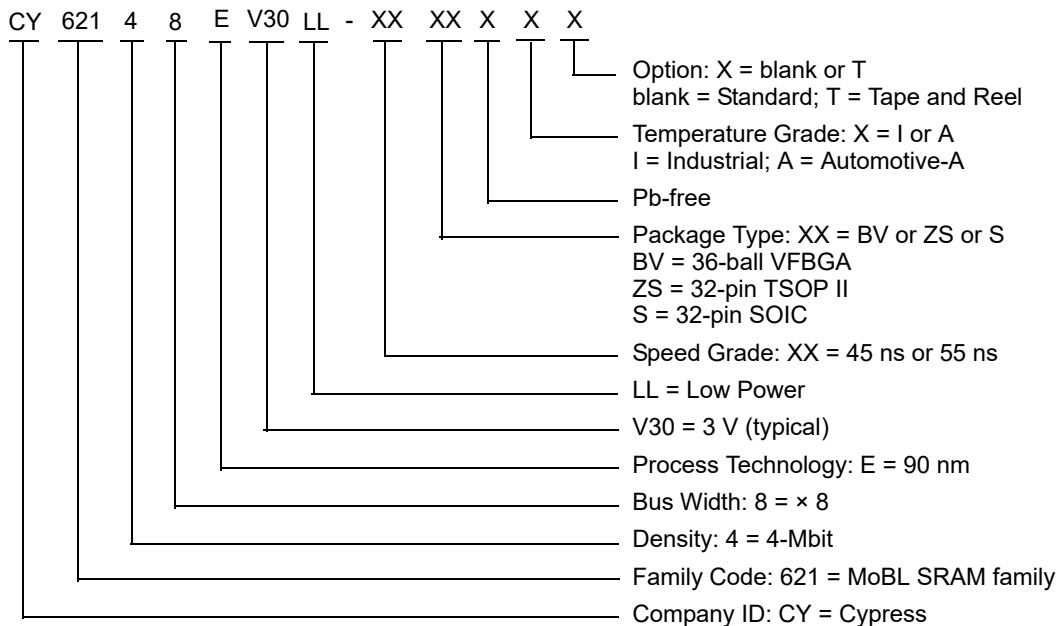 CY 621 4 8 E V30 LL - XX XX X X X
Option: X = blank or T
blank = Standard; T = Tape and Reel
Temperature Grade: X = I or A
I = Industrial; A = Automotive-A
Pb-free
Package Type: XX = BV or ZS or S
BV = 36-ball VFBGA
ZS = 32-pin TSOP II
S = 32-pin SOIC
Speed Grade: XX = 45 ns or 55 ns
LL = Low Power
V30 = 3 V (typical)
Process Technology: E = 90 nm
Bus Width: 8 = × 8
Density: 4 = 4-Mbit
Family Code: 621 = MoBL SRAM family
Company ID: CY = Cypress